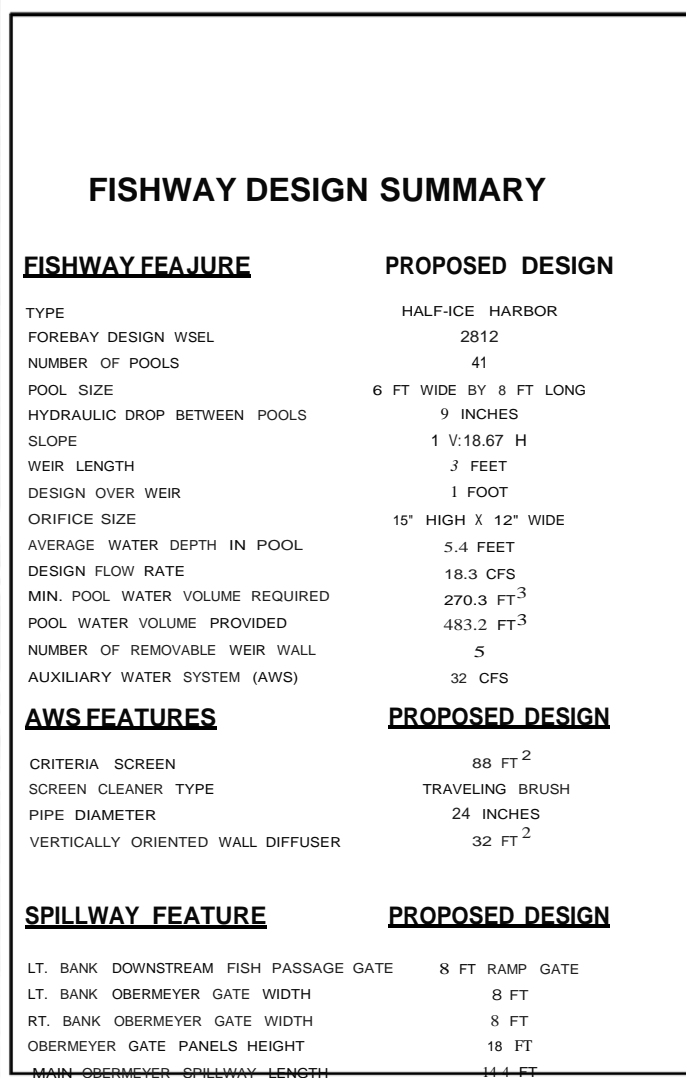 FISHWAY DESIGN SUMMARY
FISHWAY FEAJURE PROPOSED DESIGN
TYPE HALF-ICE HARBOR
FOREBAY DESIGN WSEL 2812
NUMBER OF POOLS 41
POOL SIZE 6 FT WIDE BY 8 FT LONG
HYDRAULIC DROP BETWEEN POOLS 9 INCHES
SLOPE 1 V:18.67 H
WEIR LENGTH 3 FEET
DESIGN OVER WEIR 1 FOOT
ORIFICE SIZE 15" HIGH X 12" WIDE
AVERAGE WATER DEPTH IN POOL 5.4 FEET
DESIGN FLOW RATE 18.3 CFS
MIN. POOL WATER VOLUME REQUIRED 270.3 FT3
POOL WATER VOLUME PROVIDED 483.2 FT3
NUMBER OF REMOVABLE WEIR WALL 5
AUXILIARY WATER SYSTEM (AWS) 32 CFS
AWS FEATURES PROPOSED DESIGN
CRITERIA SCREEN 88 FT2
SCREEN CLEANER TYPE TRAVELING BRUSH
PIPE DIAMETER 24 INCHES
VERTICALLY ORIENTED WALL DIFFUSER 32 FT2
SPILLWAY FEATURE PROPOSED DESIGN
LT. BANK DOWNSTREAM FISH PASSAGE GATE 8 FT RAMP GATE
LT. BANK OBERMEYER GATE WIDTH 8 FT
RT. BANK OBERMEYER GATE WIDTH 8 FT
OBERMEYER GATE PANELS HEIGHT 18 FT
MAIN OBERMEYER SPILLWAY LENGTH 14 4 FT